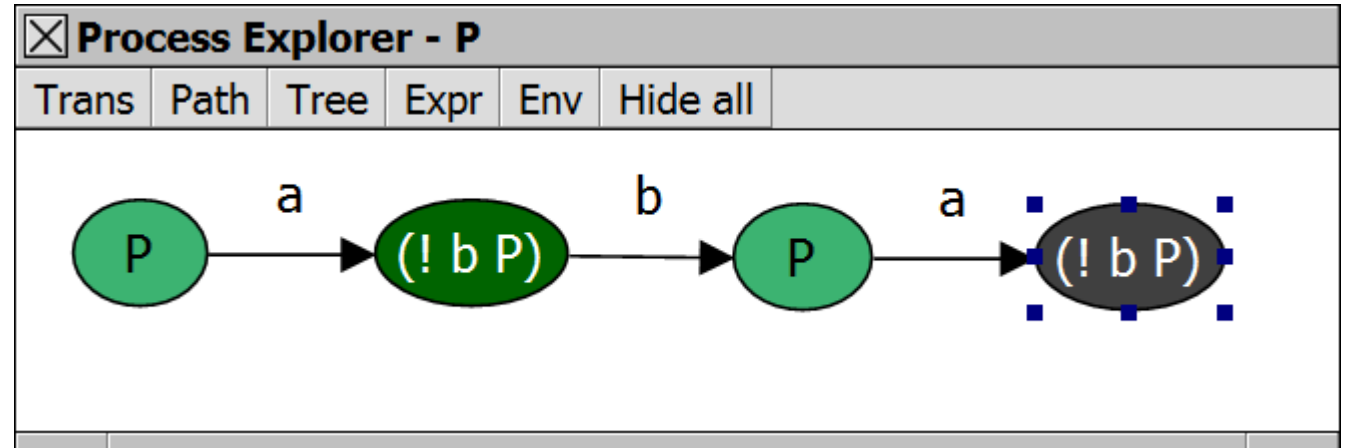 Process Explorer - P
Trans Path Tree Expr Env Hide all
a b a
P (! b P) P (! b P)